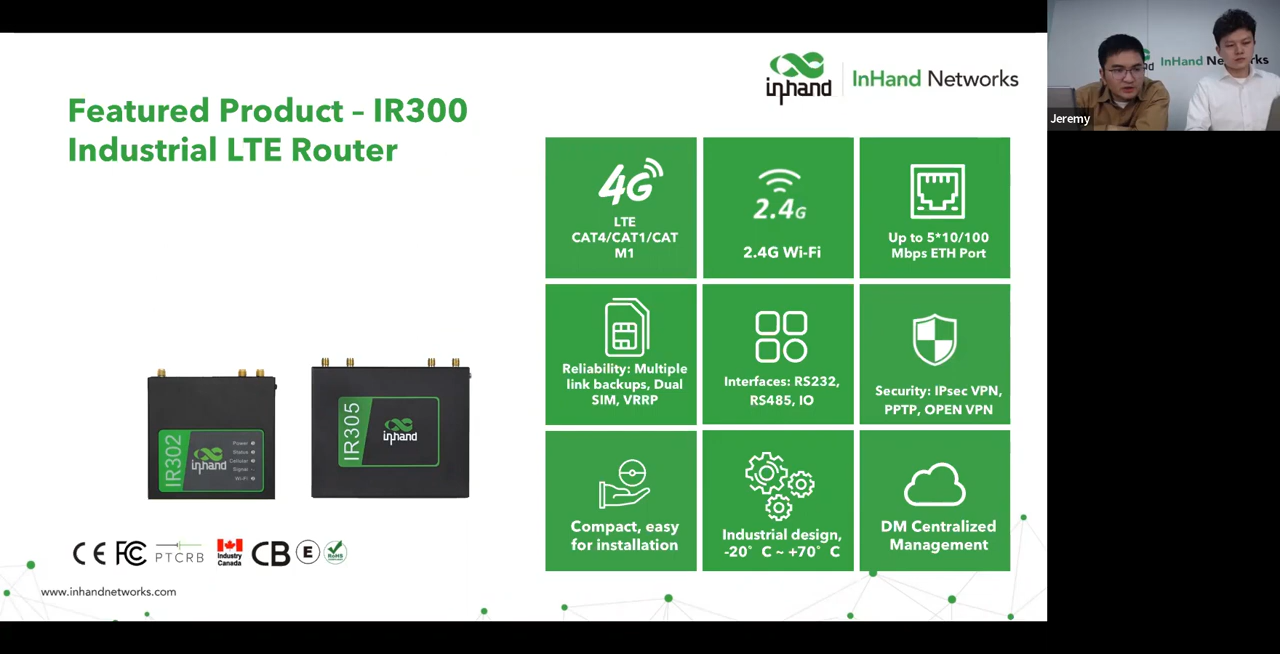 Featured Product – IR300
Industrial LTE Router
inhand
InHand Networks
InHand Networks
Jeremy
4G
LTE
CAT4/CAT1/CAT
M1
2.4G
2.4G Wi-Fi
Up to 5*10/100
Mbps ETH Port
Reliability: Multiple
link backups, Dual
SIM, VRRP
Interfaces: RS232,
RS485, IO
Security: IPsec VPN,
PPTP, OPEN VPN
Compact, easy
for installation
Industrial design,
-20°C ~ +70°C
DM Centralized
Management
IR302
inhand
Power
Status
Cellular
Signal
Wi-Fi
IR305
inhand
CE FC PTCRB Industry
Canada
CB E RoHS
www.inhandnetworks.com